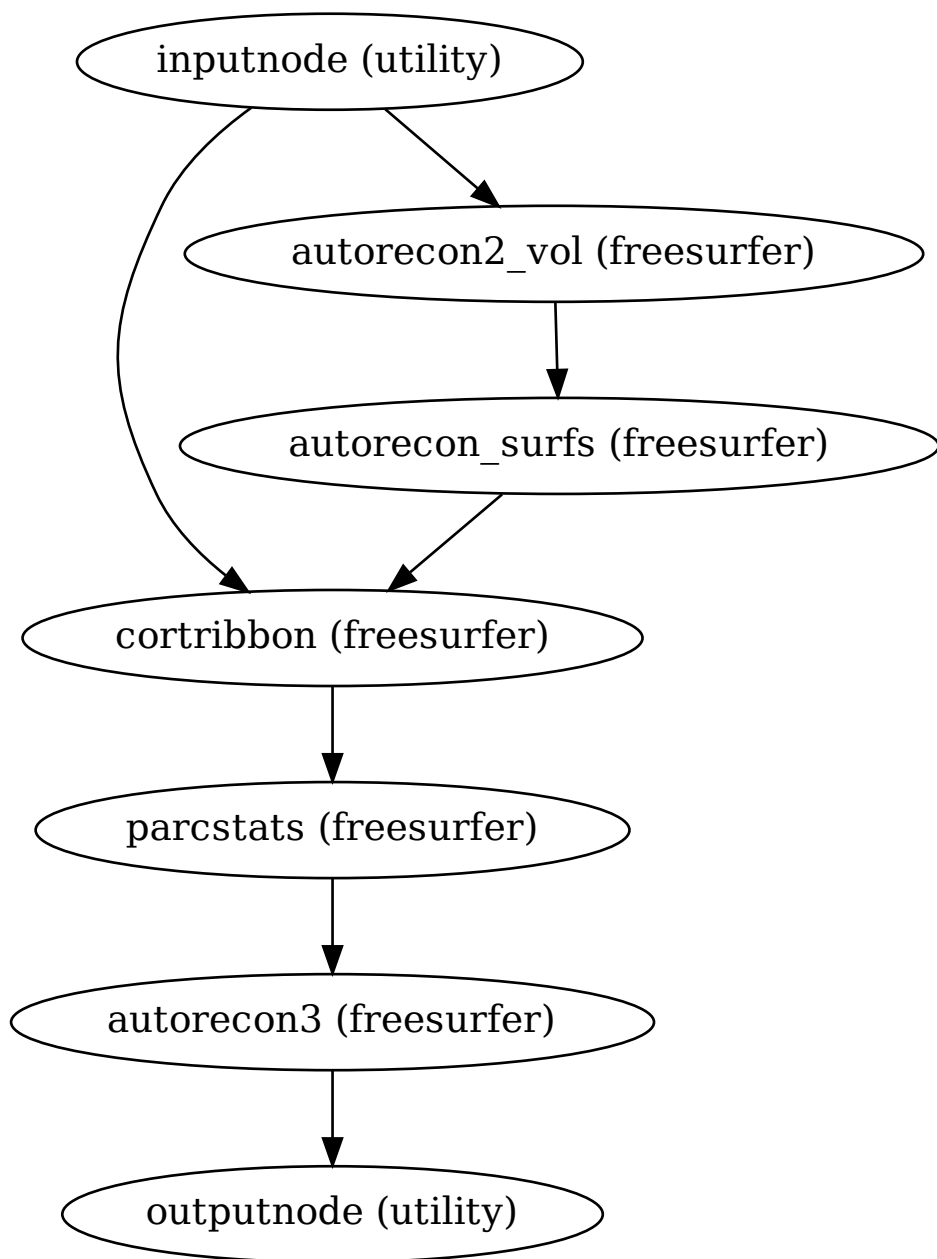 inputnode (utility)
autorecon2_vol (freesurfer)
autorecon_surfs (freesurfer)
cortribbon (freesurfer)
parcstats (freesurfer)
autorecon3 (freesurfer)
outputnode (utility)